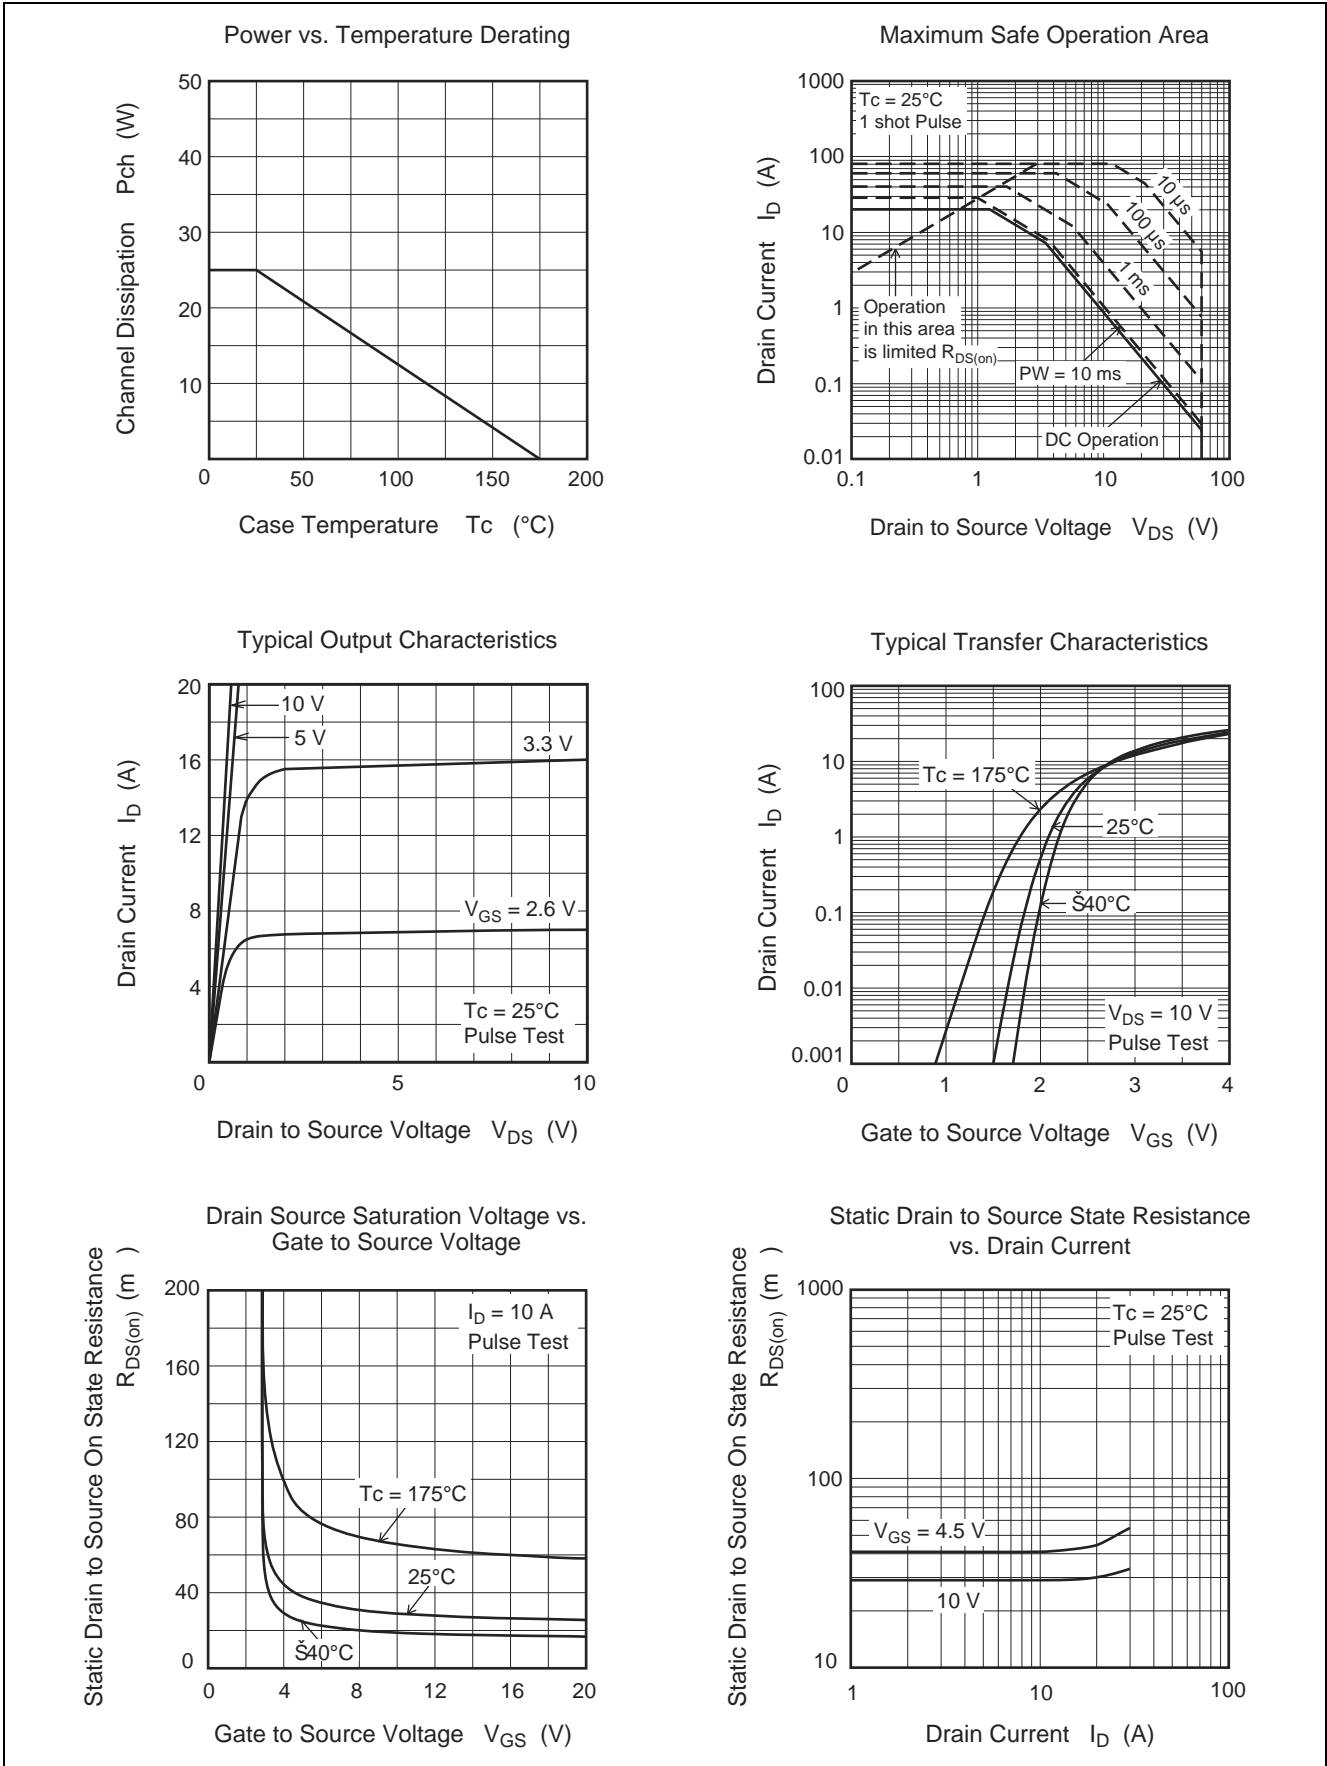 Power vs. Temperature Derating
50
40
30
20
10
0
50
100
150
200
Channel Dissipation Pch (W)
Case Temperature Tc (°C)
Maximum Safe Operation Area
1000
100
10
1
0.1
0.01
0.1
1
10
100
Drain Current ID (A)
Tc = 25°C
1 shot Pulse
10 µs
100 µs
1 ms
Operation
in this area
is limited RDS(on)
PW = 10 ms
DC Operation
Drain to Source Voltage VDS (V)
Typical Output Characteristics
20
16
12
8
4
0
5
10
Drain Current ID (A)
10 V
5 V
3.3 V
VGS = 2.6 V
Tc = 25°C
Pulse Test
Drain to Source Voltage VDS (V)
Typical Transfer Characteristics
100
10
1
0.1
0.01
0.001
0
1
2
3
4
Drain Current ID (A)
Tc = 175°C
25°C
Š40°C
VDS = 10 V
Pulse Test
Gate to Source Voltage VGS (V)
Drain Source Saturation Voltage vs.
Gate to Source Voltage
Static Drain to Source On State Resistance
RDS(on) (m )
200
160
120
80
40
0
0
4
8
12
16
20
ID = 10 A
Pulse Test
Tc = 175°C
25°C
Š40°C
Gate to Source Voltage VGS (V)
Static Drain to Source State Resistance
vs. Drain Current
Static Drain to Source On State Resistance
RDS(on) (m )
1000
100
10
1
10
100
Tc = 25°C
Pulse Test
VGS = 4.5 V
10 V
Drain Current ID (A)